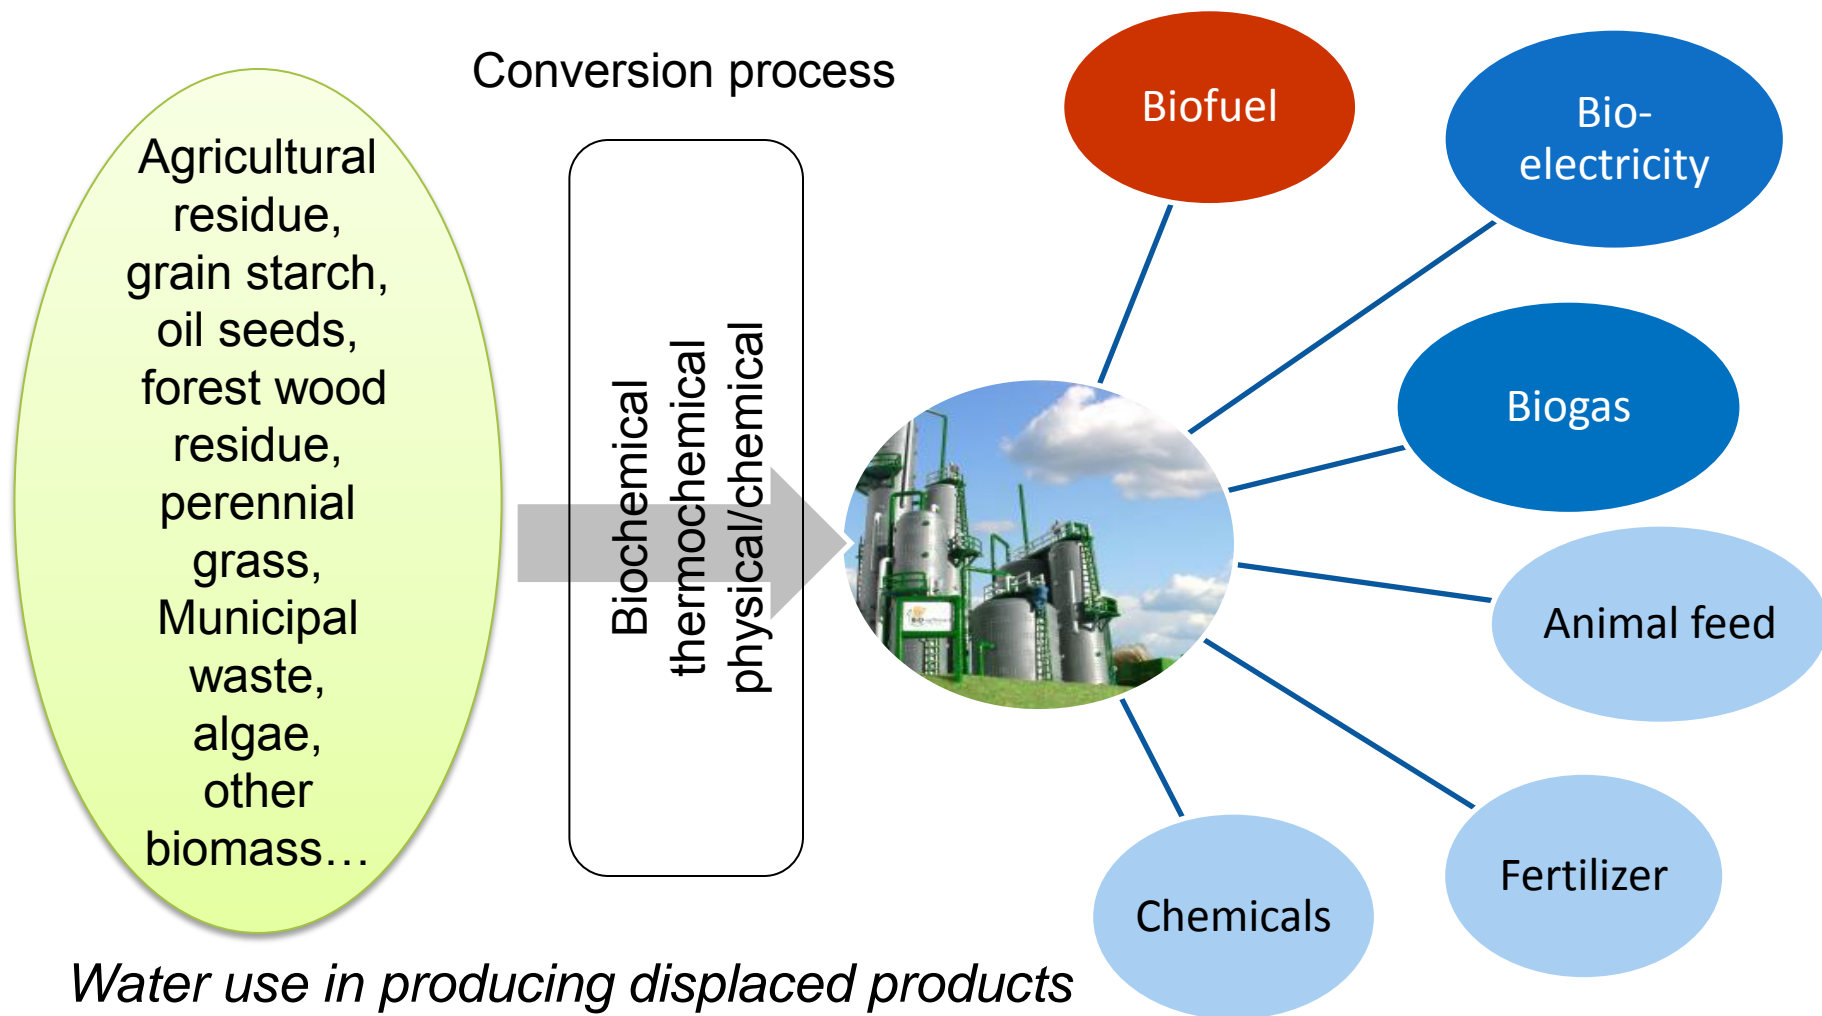 Conversion process
Agricultural
residue,
grain starch,
oil seeds,
forest wood
residue,
perennial
grass,
Municipal
waste,
algae,
other
biomass…
Biochemical
thermochemical
physical/chemical
Biofuel
Bio-
electricity
Biogas
Animal feed
Fertilizer
Chemicals
Water use in producing displaced products